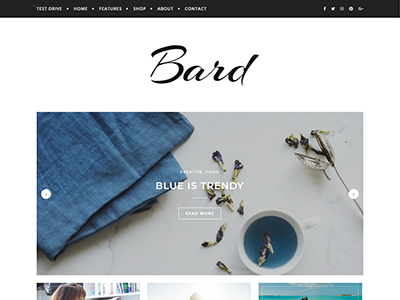 TEST DRIVE HOME FEATURES SHOP ABOUT CONTACT
Bard
CREATIVE, FOOD
BLUE IS TRENDY
READ MORE